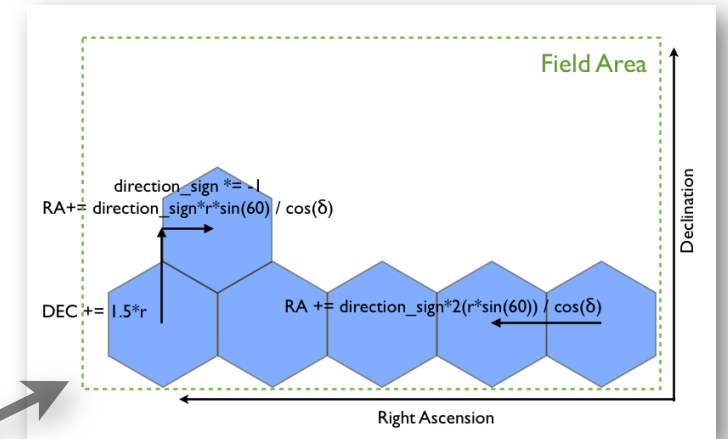 Field Area
direction_sign *= -1
RA+= direction_sign*r*sin(60) / cos(δ)
DEC += 1.5*r
RA += direction_sign*2(r*sin(60)) / cos(δ)
Declination
Right Ascension